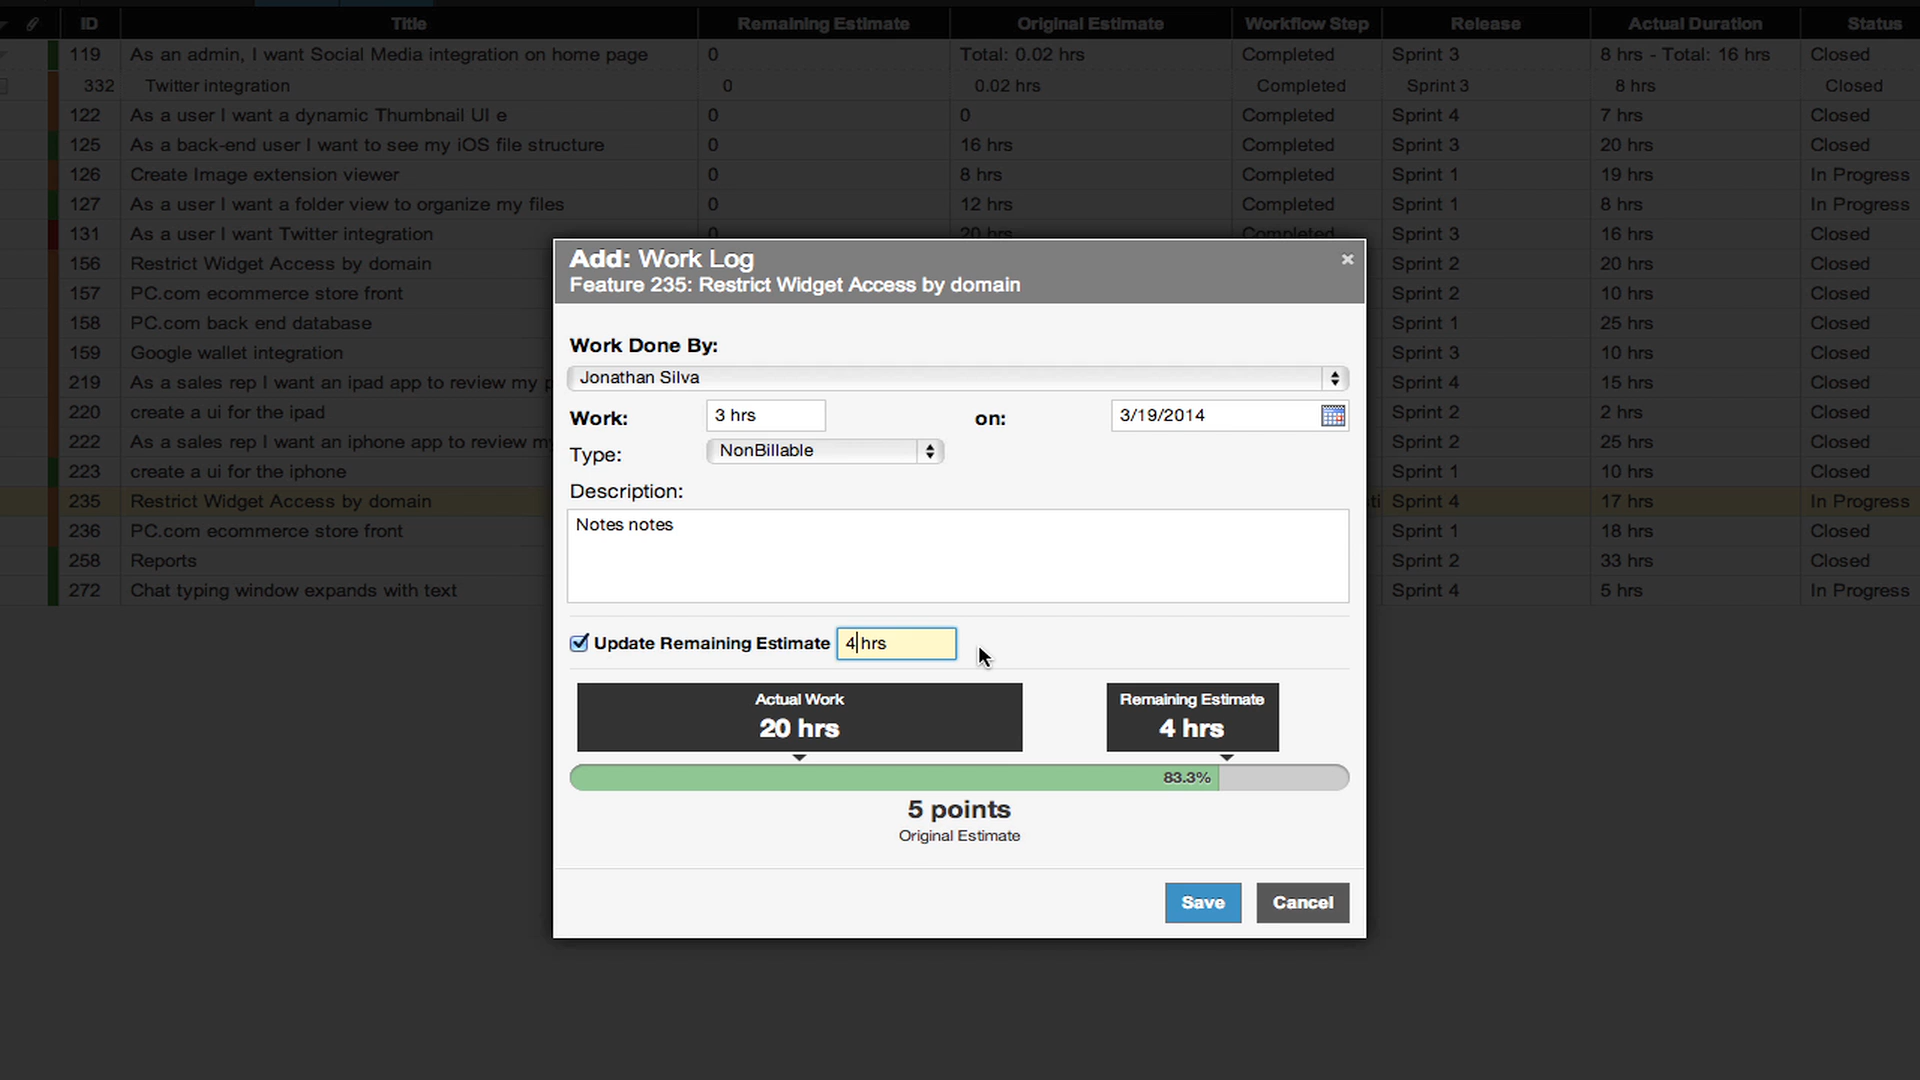 ID Title Remaining Estimate Original Estimate Workflow Step Release Actual Duration Status
119 As an admin, I want Social Media integration on home page 0 Total: 0.02 hrs Completed Sprint 3 8 hrs - Total: 16 hrs Closed
332 Twitter integration 0 0.02 hrs Completed Sprint 3 8 hrs Closed
122 As a user I want a dynamic Thumbnail UI e 0 0 Completed Sprint 4 7 hrs Closed
125 As a back-end user I want to see my iOS file structure 0 16 hrs Completed Sprint 3 20 hrs Closed
126 Create Image extension viewer 0 8 hrs Completed Sprint 1 19 hrs In Progress
127 As a user I want a folder view to organize my files 0 12 hrs Completed Sprint 1 8 hrs In Progress
131 As a user I want Twitter integration 0 20 hrs Completed Sprint 3 16 hrs Closed
156 Restrict Widget Access by domain Sprint 2 20 hrs Closed
157 PC.com ecommerce store front Sprint 2 10 hrs Closed
158 PC.com back end database Sprint 1 25 hrs Closed
159 Google wallet integration Sprint 3 10 hrs Closed
219 As a sales rep I want an ipad app to review my p Sprint 4 15 hrs Closed
220 create a ui for the ipad Sprint 2 2 hrs Closed
222 As a sales rep I want an iphone app to review my Sprint 2 25 hrs Closed
223 create a ui for the iphone Sprint 1 10 hrs Closed
235 Restrict Widget Access by domain ti Sprint 4 17 hrs In Progress
236 PC.com ecommerce store front Sprint 1 18 hrs Closed
258 Reports Sprint 2 33 hrs Closed
272 Chat typing window expands with text Sprint 4 5 hrs In Progress
Add: Work Log
Feature 235: Restrict Widget Access by domain
Work Done By:
Jonathan Silva
Work: 3 hrs on: 3/19/2014
Type: NonBillable
Description:
Notes notes
Update Remaining Estimate 4 hrs
Actual Work Remaining Estimate
20 hrs 4 hrs
83.3%
5 points
Original Estimate
Save Cancel